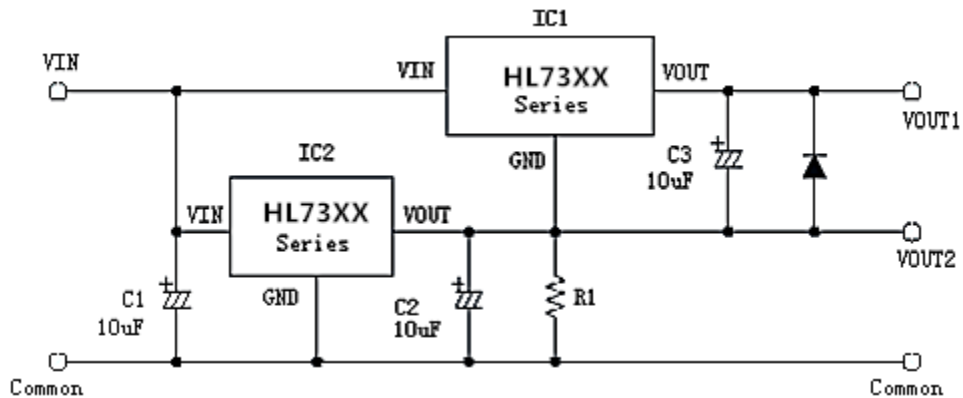 IC1
VIN
VIN
HL73XX
Series
VOUT
VOUT1
GND
C3
10uF
IC2
VIN
HL73XX
Series
VOUT
VOUT2
GND
C1
10uF
C2
10uF
R1
Common
Common